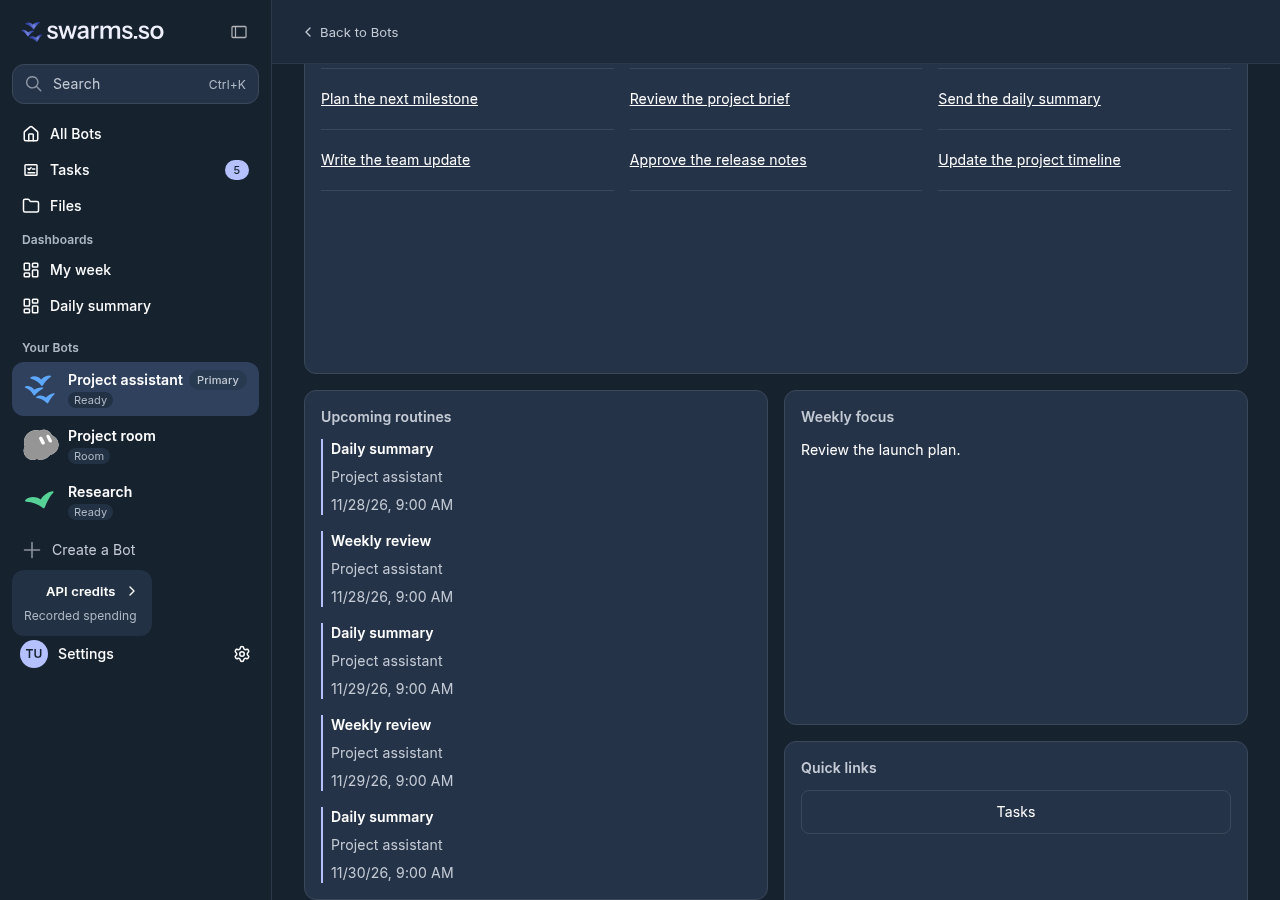 swarms.so
Search
Ctrl+K
All Bots
Tasks
5
Files
Dashboards
My week
Daily summary
Your Bots
Project assistant
Primary
Ready
Project room
Room
Research
Ready
Create a Bot
API credits
Recorded spending
TU
Settings
Back to Bots
Plan the next milestone
Review the project brief
Send the daily summary
Write the team update
Approve the release notes
Update the project timeline
Upcoming routines
Daily summary
Project assistant
11/28/26, 9:00 AM
Weekly review
Project assistant
11/28/26, 9:00 AM
Daily summary
Project assistant
11/29/26, 9:00 AM
Weekly review
Project assistant
11/29/26, 9:00 AM
Daily summary
Project assistant
11/30/26, 9:00 AM
Weekly focus
Review the launch plan.
Quick links
Tasks